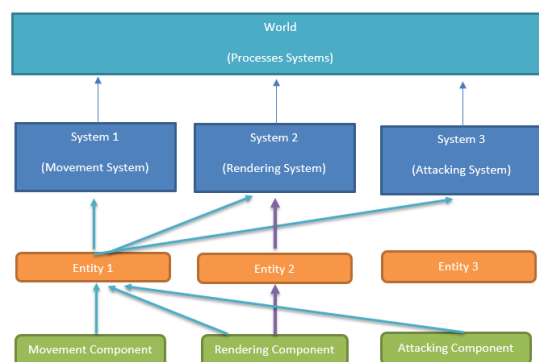 World
(Processes Systems)
System 1
(Movement System)
System 2
(Rendering System)
System 3
(Attacking System)
Entity 1
Entity 2
Entity 3
Movement Component
Rendering Component
Attacking Component